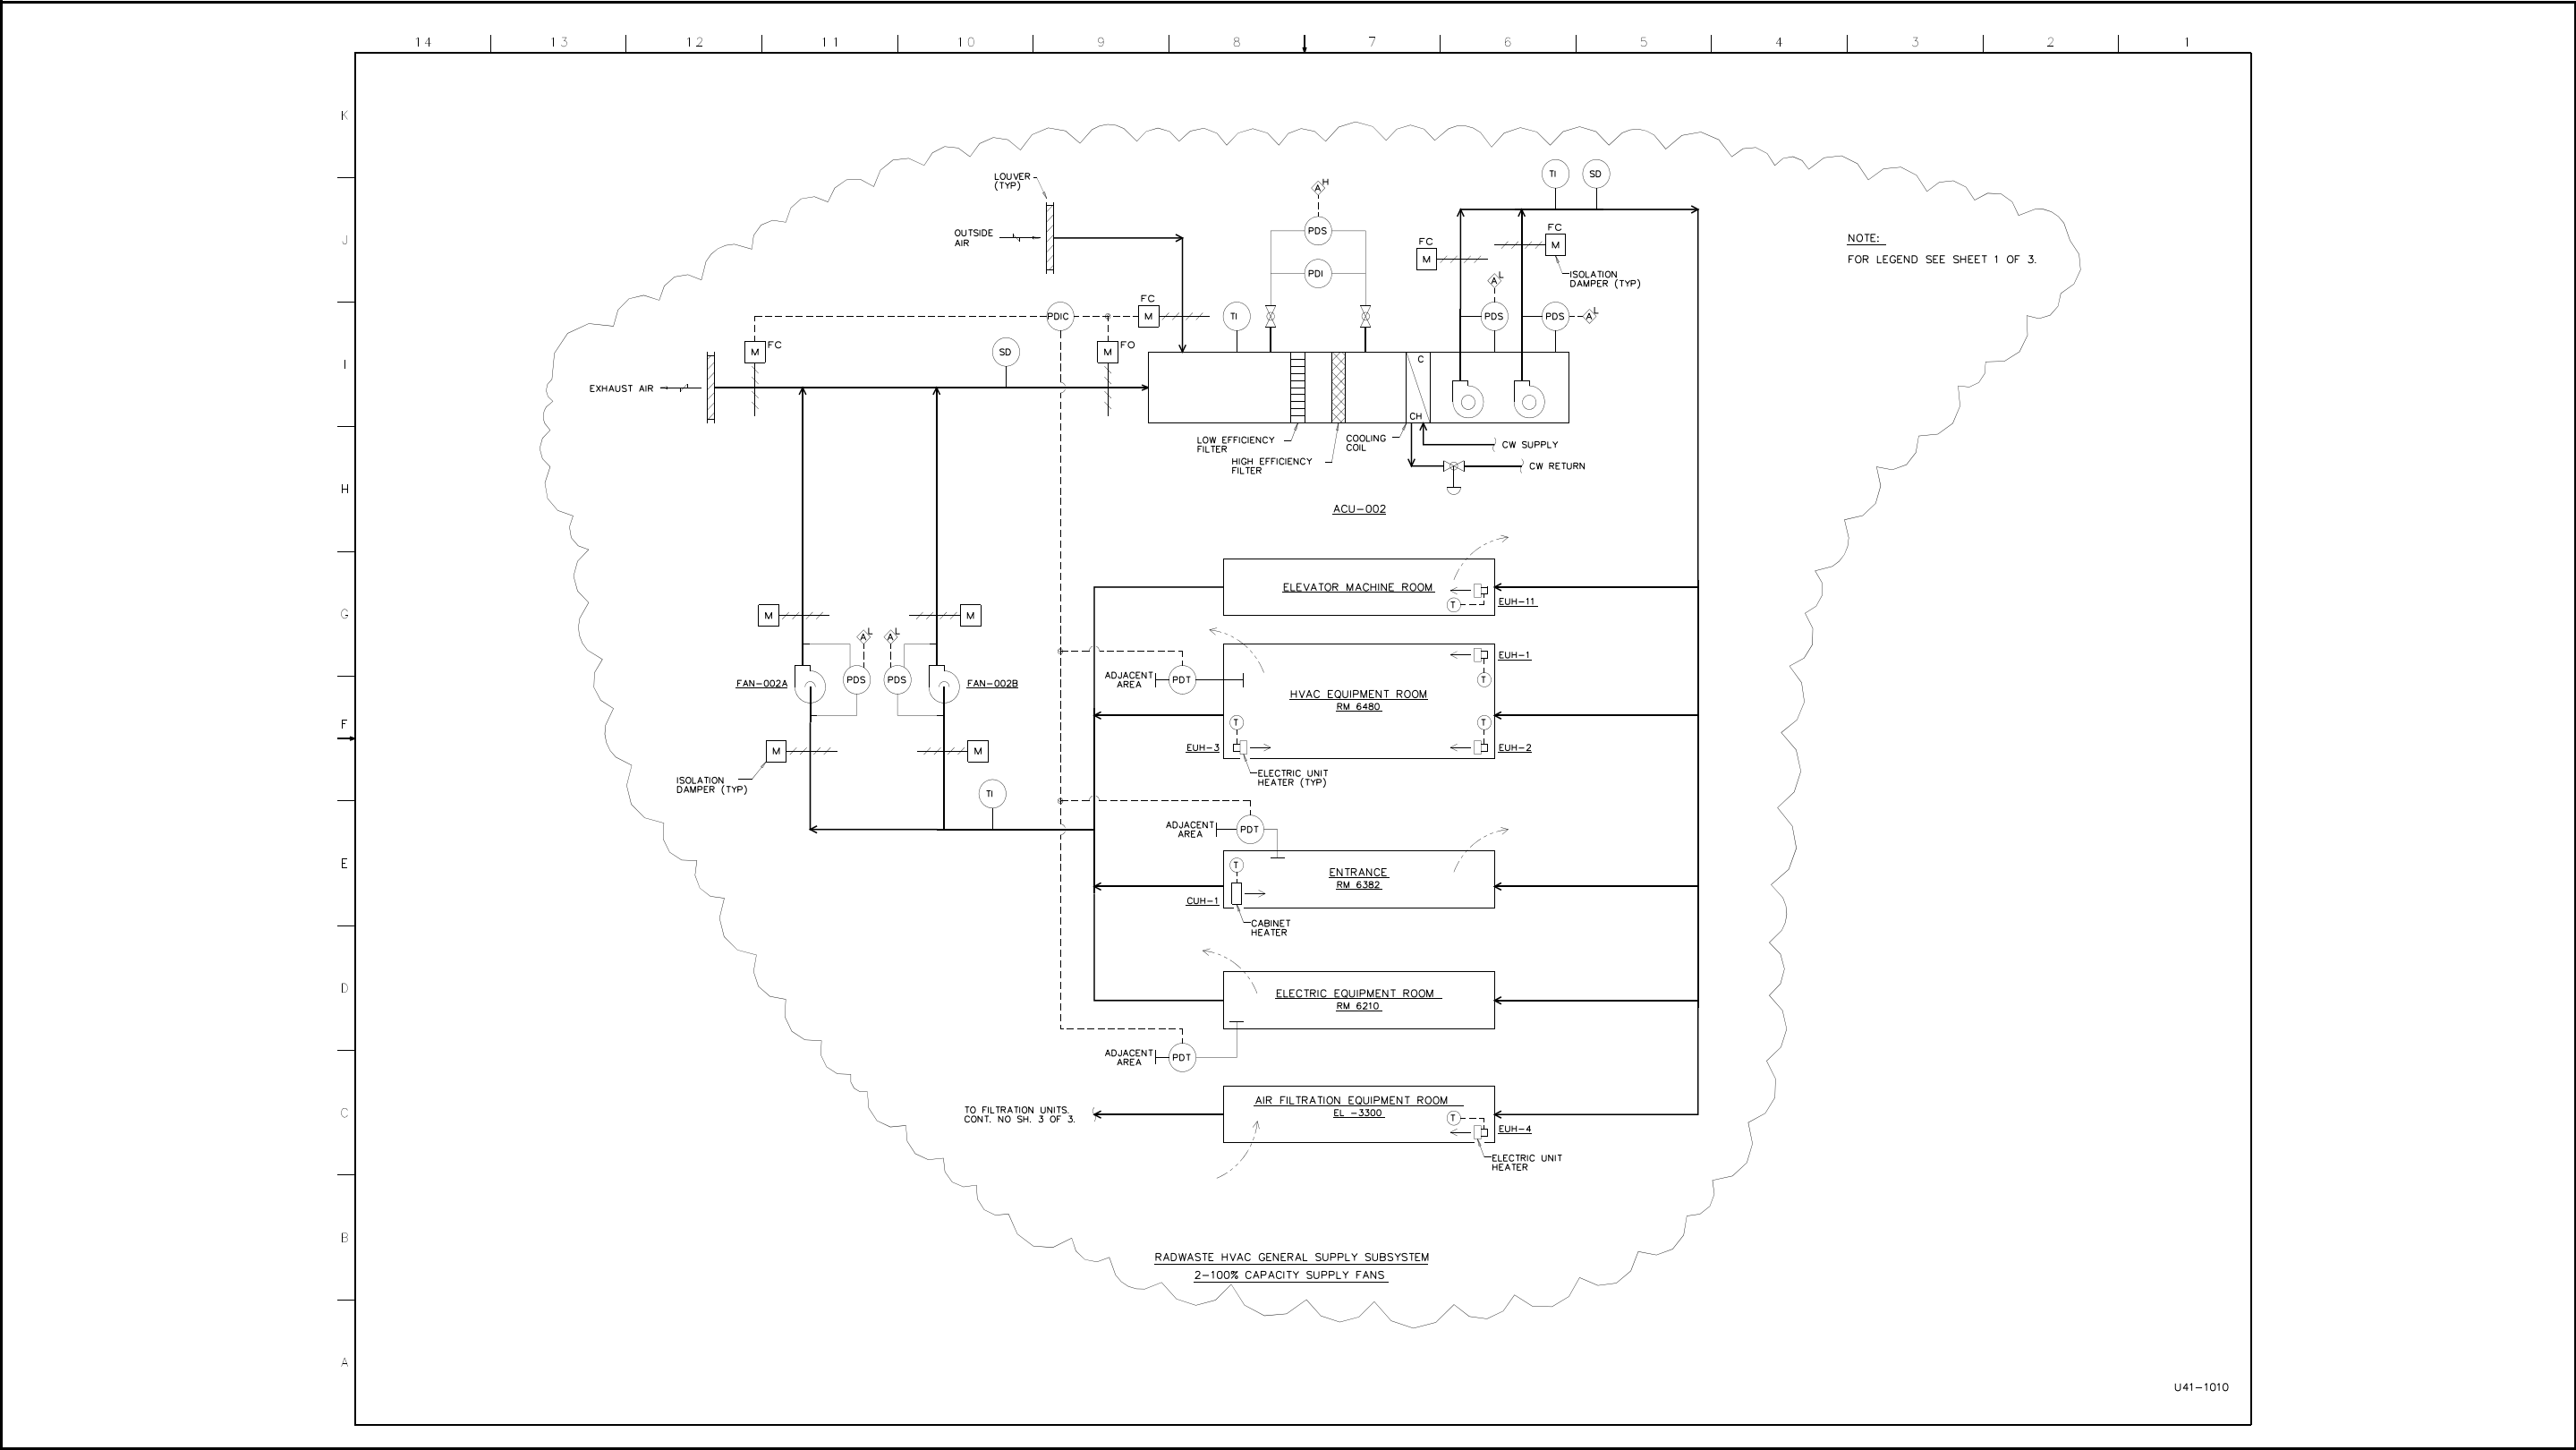 14 13 12 11 10 9 8 7 6 5 4 3 2 1
K
J
I
H
G
F
E
D
C
B
A
LOUVER
(TYP)
OUTSIDE
AIR
A H
PDS
PDI
TI
SD
FC
M
FC
M
ISOLATION
DAMPER (TYP)
A L
PDS
PDS
A L
NOTE:
FOR LEGEND SEE SHEET 1 OF 3.
PDIC
FC
M
TI
M FC
SD
M FO
EXHAUST AIR
C
CH
LOW EFFICIENCY
FILTER
HIGH EFFICIENCY
FILTER
COOLING
COIL
CW SUPPLY
CW RETURN
ACU-002
ELEVATOR MACHINE ROOM
T
EUH-11
M
M
A L
A L
FAN-002A
PDS
PDS
FAN-002B
ADJACENT
AREA
PDT
EUH-1
T
HVAC EQUIPMENT ROOM
RM 6480
T
T
EUH-3
EUH-2
ELECTRIC UNIT
HEATER (TYP)
M
M
ISOLATION
DAMPER (TYP)
TI
ADJACENT
AREA
PDT
T
ENTRANCE
RM 6382
CUH-1
CABINET
HEATER
ELECTRIC EQUIPMENT ROOM
RM 6210
ADJACENT
AREA
PDT
TO FILTRATION UNITS.
CONT. NO SH. 3 OF 3.
AIR FILTRATION EQUIPMENT ROOM
EL -3300
T
EUH-4
ELECTRIC UNIT
HEATER
RADWASTE HVAC GENERAL SUPPLY SUBSYSTEM
2-100% CAPACITY SUPPLY FANS
U41-1010